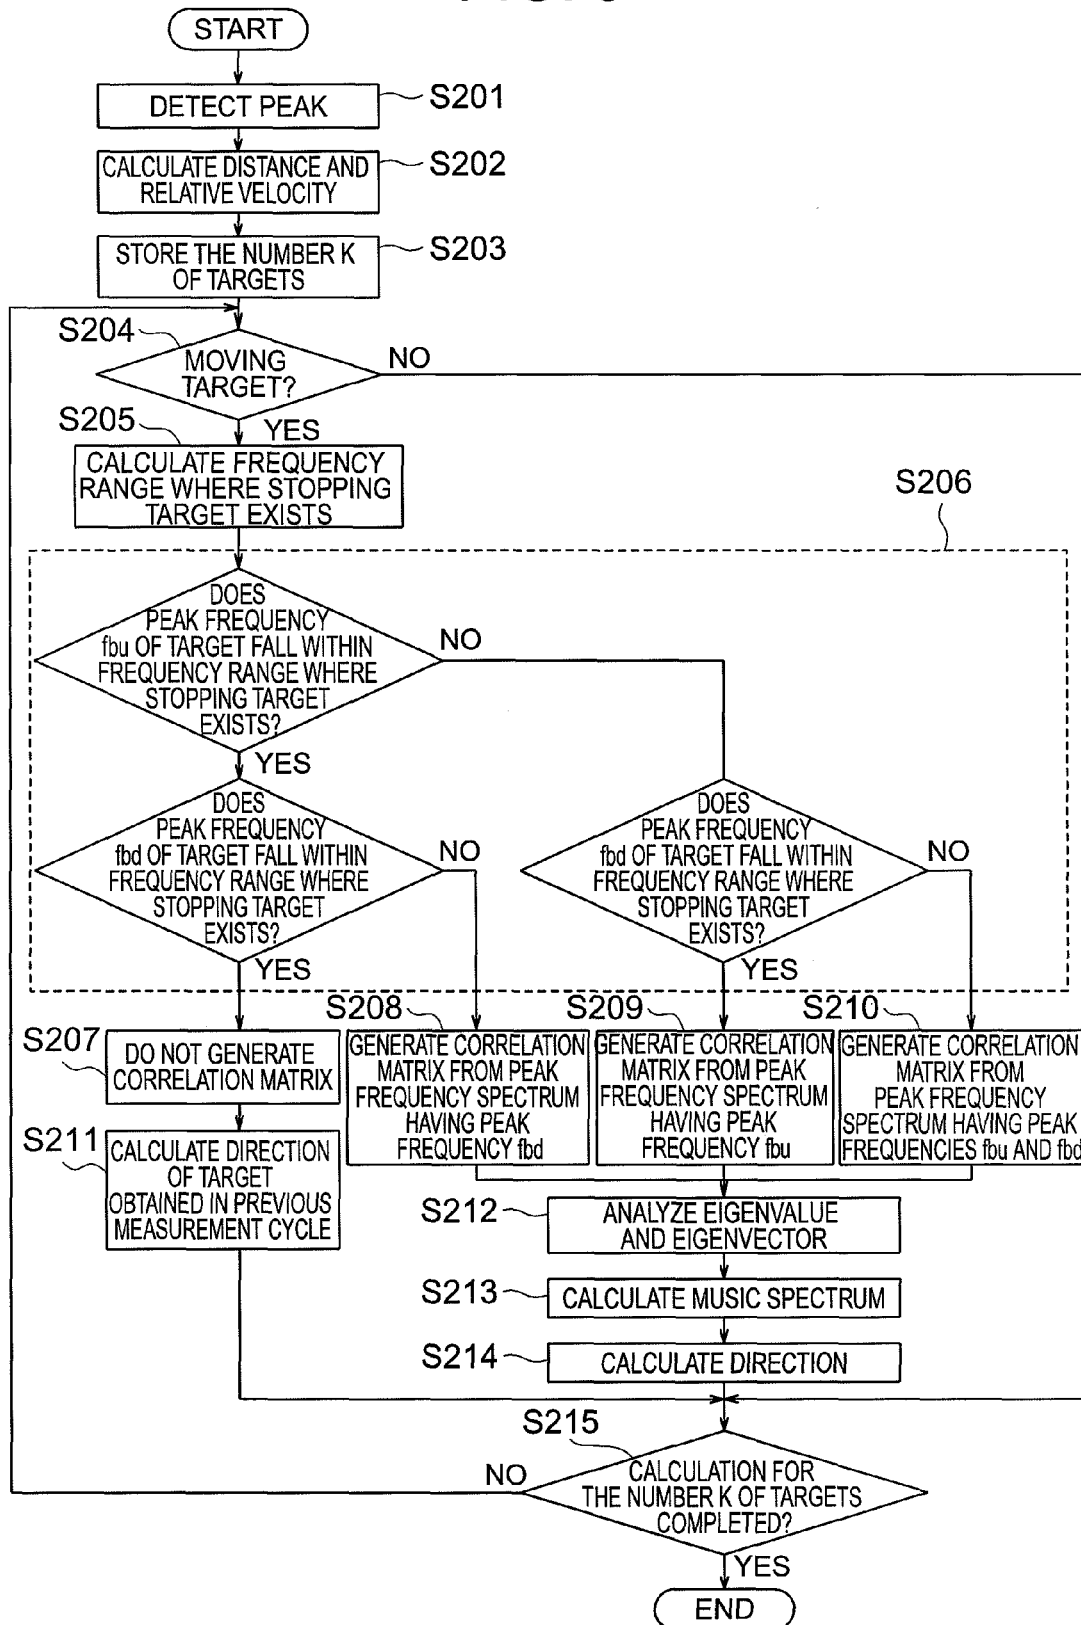 START
DETECT PEAK
S201
CALCULATE DISTANCE AND
RELATIVE VELOCITY
S202
STORE THE NUMBER K
OF TARGETS
S203
S204
MOVING
TARGET?
NO
YES
S205
CALCULATE FREQUENCY
RANGE WHERE STOPPING
TARGET EXISTS
S206
DOES
PEAK FREQUENCY
fbu OF TARGET FALL WITHIN
FREQUENCY RANGE WHERE
STOPPING TARGET
EXISTS?
NO
YES
DOES
PEAK FREQUENCY
fbd OF TARGET FALL WITHIN
FREQUENCY RANGE WHERE
STOPPING TARGET
EXISTS?
NO
YES
DOES
PEAK FREQUENCY
fbd OF TARGET FALL WITHIN
FREQUENCY RANGE WHERE
STOPPING TARGET
EXISTS?
NO
YES
S207
DO NOT GENERATE
CORRELATION MATRIX
S208
GENERATE CORRELATION
MATRIX FROM PEAK
FREQUENCY SPECTRUM
HAVING PEAK
FREQUENCY fbd
S209
GENERATE CORRELATION
MATRIX FROM PEAK
FREQUENCY SPECTRUM
HAVING PEAK
FREQUENCY fbu
S210
GENERATE CORRELATION
MATRIX FROM
PEAK FREQUENCY
SPECTRUM HAVING PEAK
FREQUENCIES fbu AND fbd
S211
CALCULATE DIRECTION
OF TARGET
OBTAINED IN PREVIOUS
MEASUREMENT CYCLE
S212
ANALYZE EIGENVALUE
AND EIGENVECTOR
S213
CALCULATE MUSIC SPECTRUM
S214
CALCULATE DIRECTION
S215
CALCULATION FOR
THE NUMBER K OF TARGETS
COMPLETED?
NO
YES
END